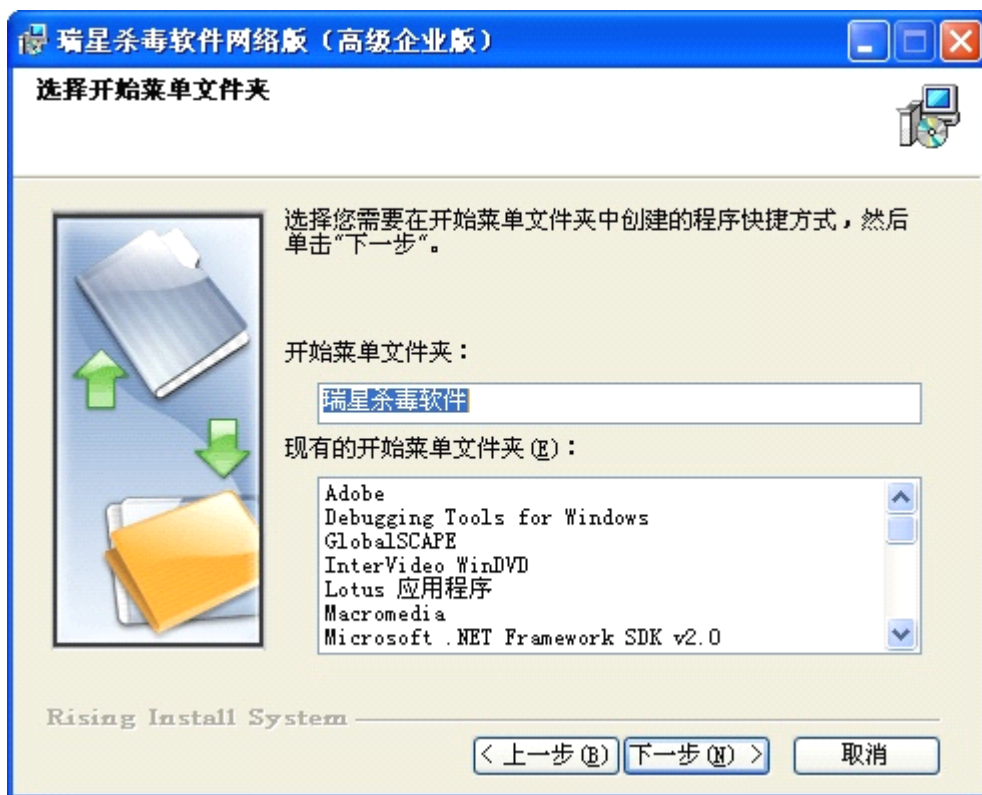 瑞星杀毒软件网络版（高级企业版）
选择开始菜单文件夹
选择您需要在开始菜单文件夹中创建的程序快捷方式，然后
单击“下一步”。
开始菜单文件夹：
瑞星杀毒软件
现有的开始菜单文件夹(E)：
Adobe
Debugging Tools for Windows
GlobalSCAPE
InterVideo WinDVD
Lotus 应用程序
Macromedia
Microsoft .NET Framework SDK v2.0
Rising Install System
< 上一步(B) 下一步(N) > 取消